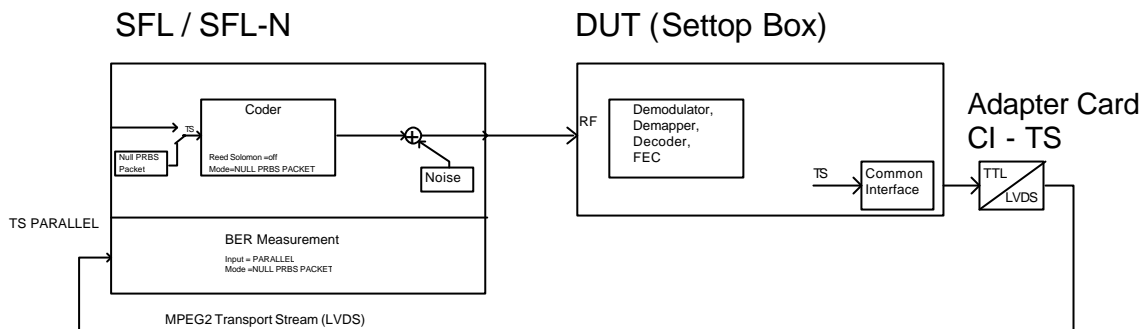 SFL / SFL-N
DUT (Settop Box)
Coder
TS
Null PRBS
Packet
Reed Solomon =off
Mode=NULL PRBS PACKET
Noise
RF
Demodulator,
Demapper,
Decoder,
FEC
TS
Common
Interface
Adapter Card
CI - TS
TTL
LVDS
TS PARALLEL
BER Measurement
Input = PARALLEL
Mode =NULL PRBS PACKET
MPEG2 Transport Stream (LVDS)